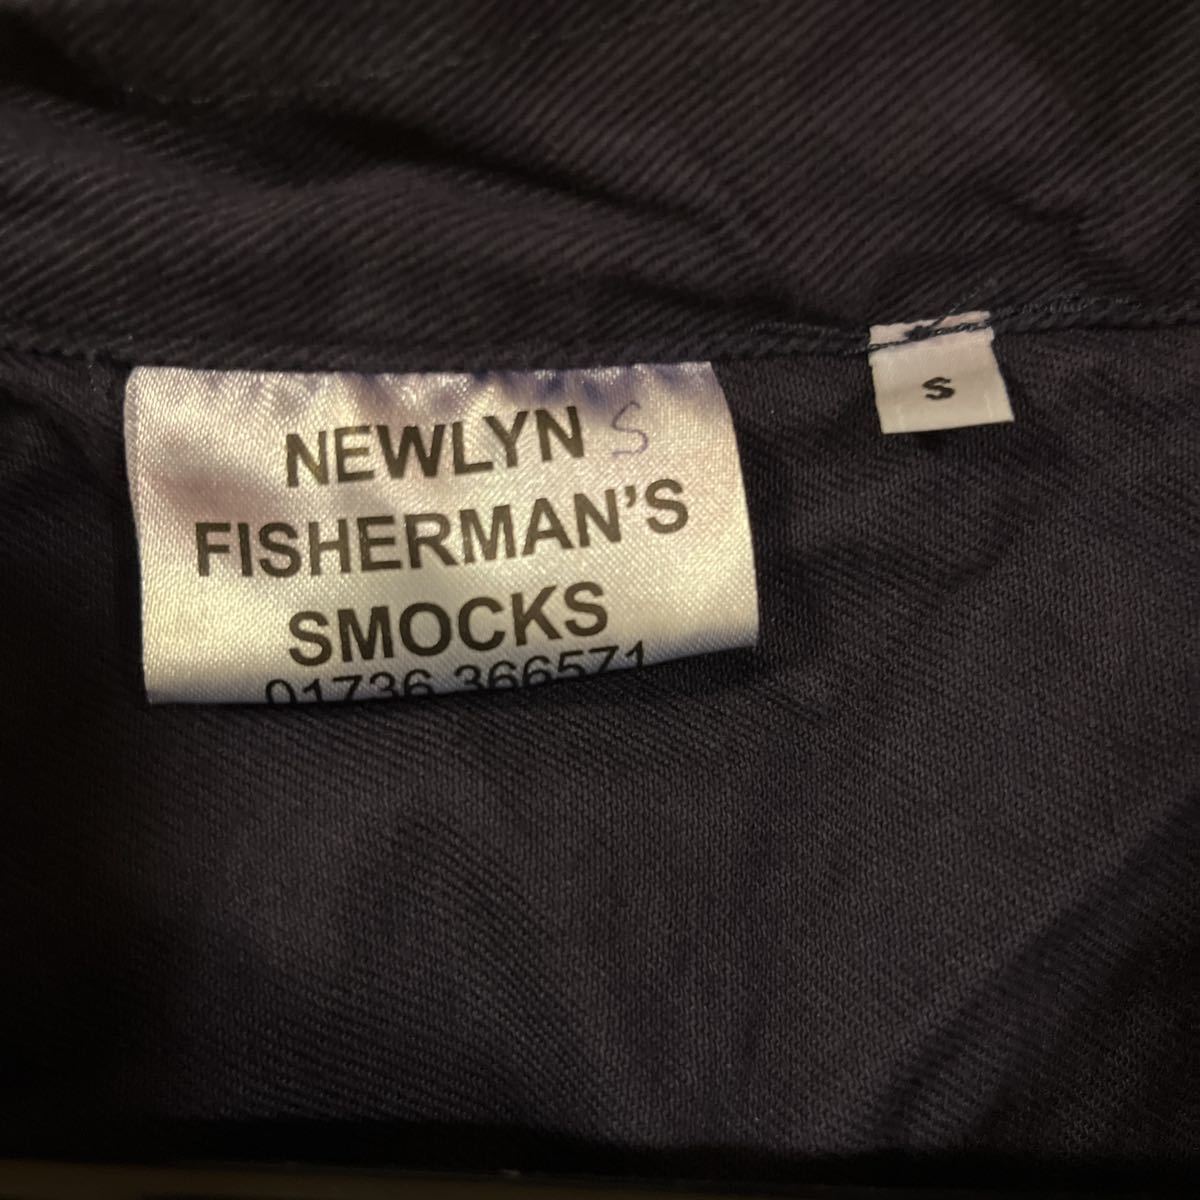 NEWLYN S
FISHERMAN'S
SMOCKS
01736 366571
S